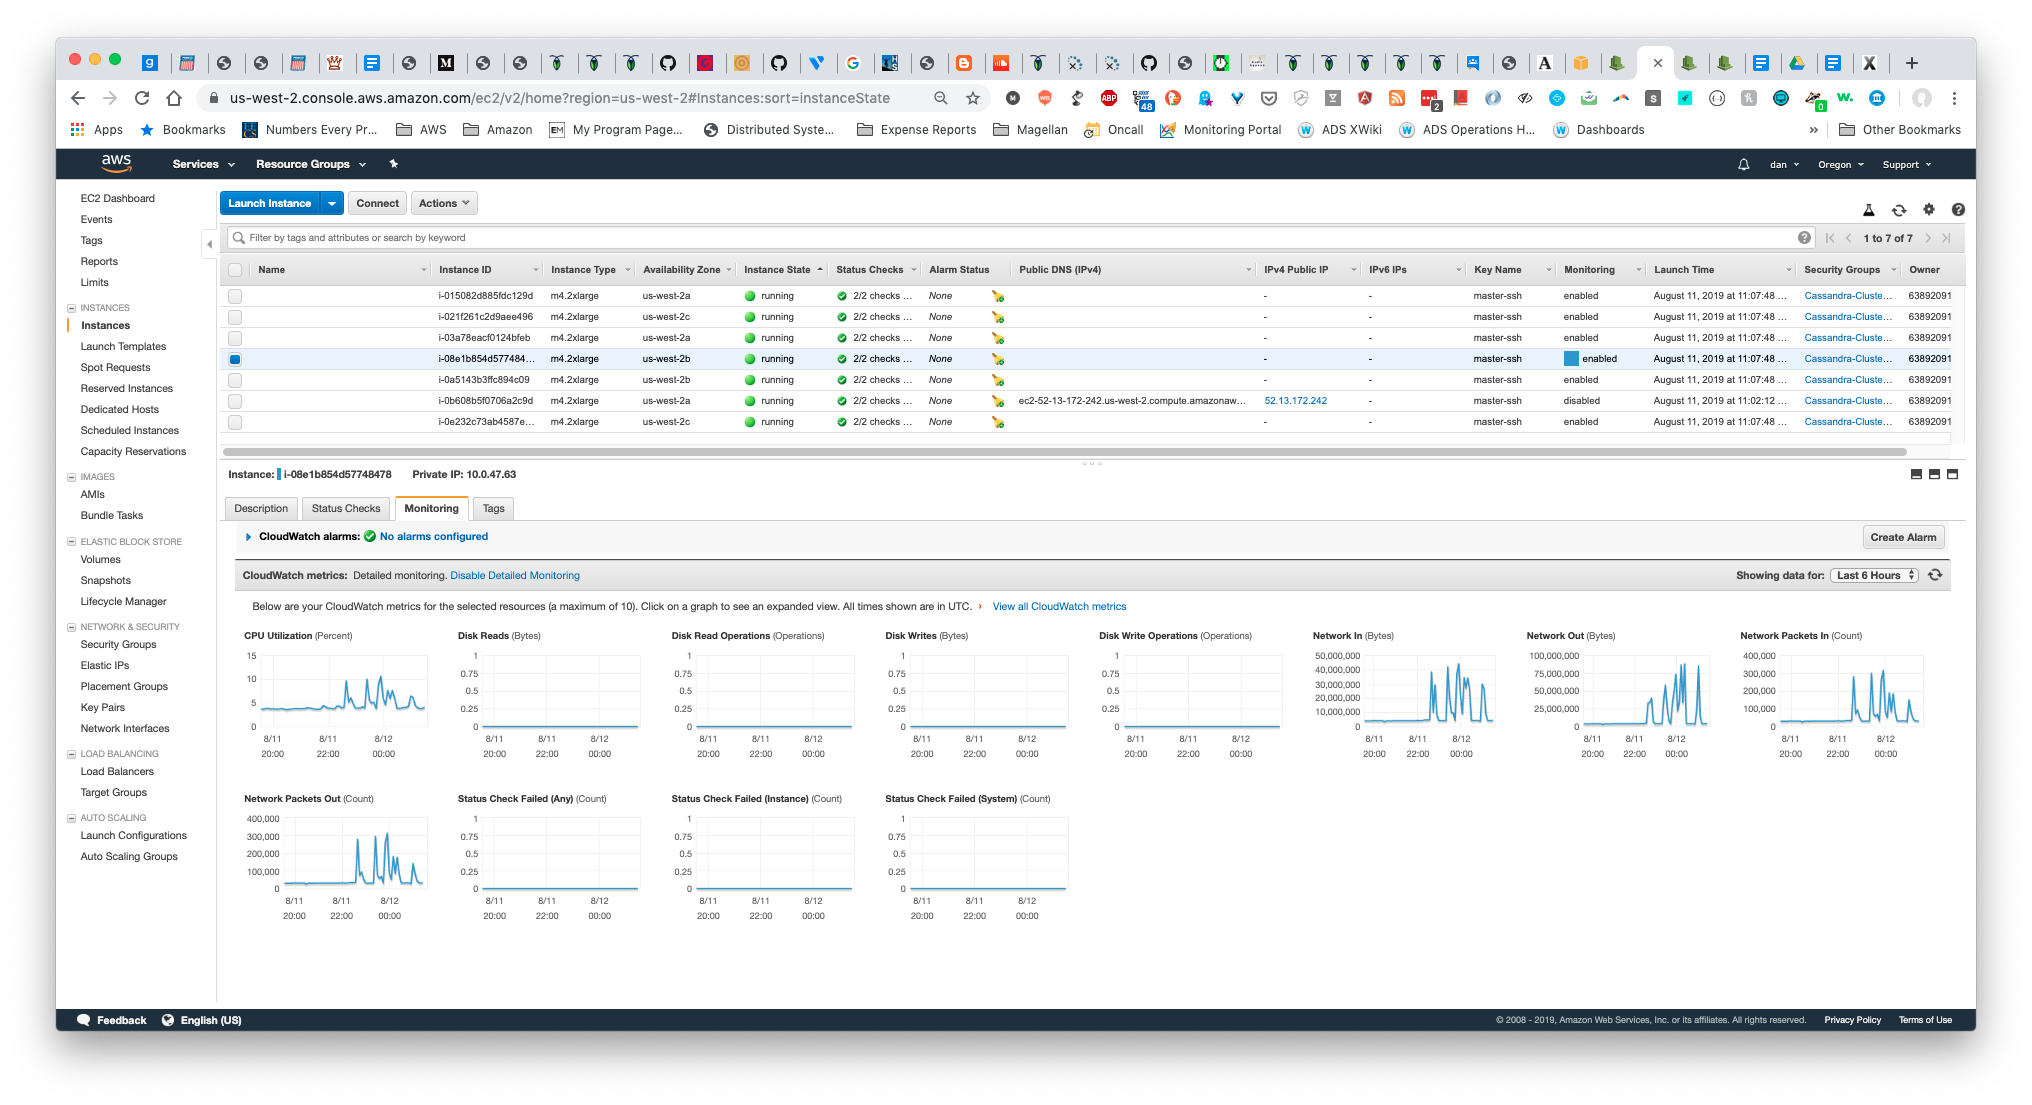 us-west-2.console.aws.amazon.com/ec2/v2/home?region=us-west-2#Instances:sort=instanceState
Apps Bookmarks Numbers Every Pr... AWS Amazon My Program Page... Distributed Syste... Expense Reports Magellan Oncall Monitoring Portal ADS XWiki ADS Operations H... Dashboards » Other Bookmarks
aws Services Resource Groups dan Oregon Support
EC2 Dashboard
Events
Tags
Reports
Limits
INSTANCES
Instances
Launch Templates
Spot Requests
Reserved Instances
Dedicated Hosts
Scheduled Instances
Capacity Reservations
IMAGES
AMIs
Bundle Tasks
ELASTIC BLOCK STORE
Volumes
Snapshots
Lifecycle Manager
NETWORK & SECURITY
Security Groups
Elastic IPs
Placement Groups
Key Pairs
Network Interfaces
LOAD BALANCING
Load Balancers
Target Groups
AUTO SCALING
Launch Configurations
Auto Scaling Groups
Launch Instance Connect Actions
Filter by tags and attributes or search by keyword 1 to 7 of 7
Name Instance ID Instance Type Availability Zone Instance State Status Checks Alarm Status Public DNS (IPv4) IPv4 Public IP IPv6 IPs Key Name Monitoring Launch Time Security Groups Owner
i-015082d885fdc129d m4.2xlarge us-west-2a running 2/2 checks ... None - - master-ssh enabled August 11, 2019 at 11:07:48 ... Cassandra-Cluste... 63892091
i-021f261c2d9aee496 m4.2xlarge us-west-2c running 2/2 checks ... None - - master-ssh enabled August 11, 2019 at 11:07:48 ... Cassandra-Cluste... 63892091
i-03a78eacf0124bfeb m4.2xlarge us-west-2a running 2/2 checks ... None - - master-ssh enabled August 11, 2019 at 11:07:48 ... Cassandra-Cluste... 63892091
i-08e1b854d577484... m4.2xlarge us-west-2b running 2/2 checks ... None - - master-ssh enabled August 11, 2019 at 11:07:48 ... Cassandra-Cluste... 63892091
i-0a5143b3ffc894c09 m4.2xlarge us-west-2b running 2/2 checks ... None - - master-ssh enabled August 11, 2019 at 11:07:48 ... Cassandra-Cluste... 63892091
i-0b608b5f0706a2c9d m4.2xlarge us-west-2a running 2/2 checks ... None ec2-52-13-172-242.us-west-2.compute.amazonaw... 52.13.172.242 - master-ssh disabled August 11, 2019 at 11:02:12 ... Cassandra-Cluste... 63892091
i-0e232c73ab4587e... m4.2xlarge us-west-2c running 2/2 checks ... None - - master-ssh enabled August 11, 2019 at 11:07:48 ... Cassandra-Cluste... 63892091
Instance: i-08e1b854d57748478 Private IP: 10.0.47.63
Description Status Checks Monitoring Tags
CloudWatch alarms: No alarms configured Create Alarm
CloudWatch metrics: Detailed monitoring. Disable Detailed Monitoring Showing data for: Last 6 Hours
Below are your CloudWatch metrics for the selected resources (a maximum of 10). Click on a graph to see an expanded view. All times shown are in UTC. › View all CloudWatch metrics
CPU Utilization (Percent)
15
10
5
0
8/11 8/11 8/12
20:00 22:00 00:00
Disk Reads (Bytes)
1
0.75
0.5
0.25
0
8/11 8/11 8/12
20:00 22:00 00:00
Disk Read Operations (Operations)
1
0.75
0.5
0.25
0
8/11 8/11 8/12
20:00 22:00 00:00
Disk Writes (Bytes)
1
0.75
0.5
0.25
0
8/11 8/11 8/12
20:00 22:00 00:00
Disk Write Operations (Operations)
1
0.75
0.5
0.25
0
8/11 8/11 8/12
20:00 22:00 00:00
Network In (Bytes)
50,000,000
40,000,000
30,000,000
20,000,000
10,000,000
0
8/11 8/11 8/12
20:00 22:00 00:00
Network Out (Bytes)
100,000,000
75,000,000
50,000,000
25,000,000
0
8/11 8/11 8/12
20:00 22:00 00:00
Network Packets In (Count)
400,000
300,000
200,000
100,000
0
8/11 8/11 8/12
20:00 22:00 00:00
Network Packets Out (Count)
400,000
300,000
200,000
100,000
0
8/11 8/11 8/12
20:00 22:00 00:00
Status Check Failed (Any) (Count)
1
0.75
0.5
0.25
0
8/11 8/11 8/12
20:00 22:00 00:00
Status Check Failed (Instance) (Count)
1
0.75
0.5
0.25
0
8/11 8/11 8/12
20:00 22:00 00:00
Status Check Failed (System) (Count)
1
0.75
0.5
0.25
0
8/11 8/11 8/12
20:00 22:00 00:00
Feedback English (US) © 2008 - 2019, Amazon Web Services, Inc. or its affiliates. All rights reserved. Privacy Policy Terms of Use